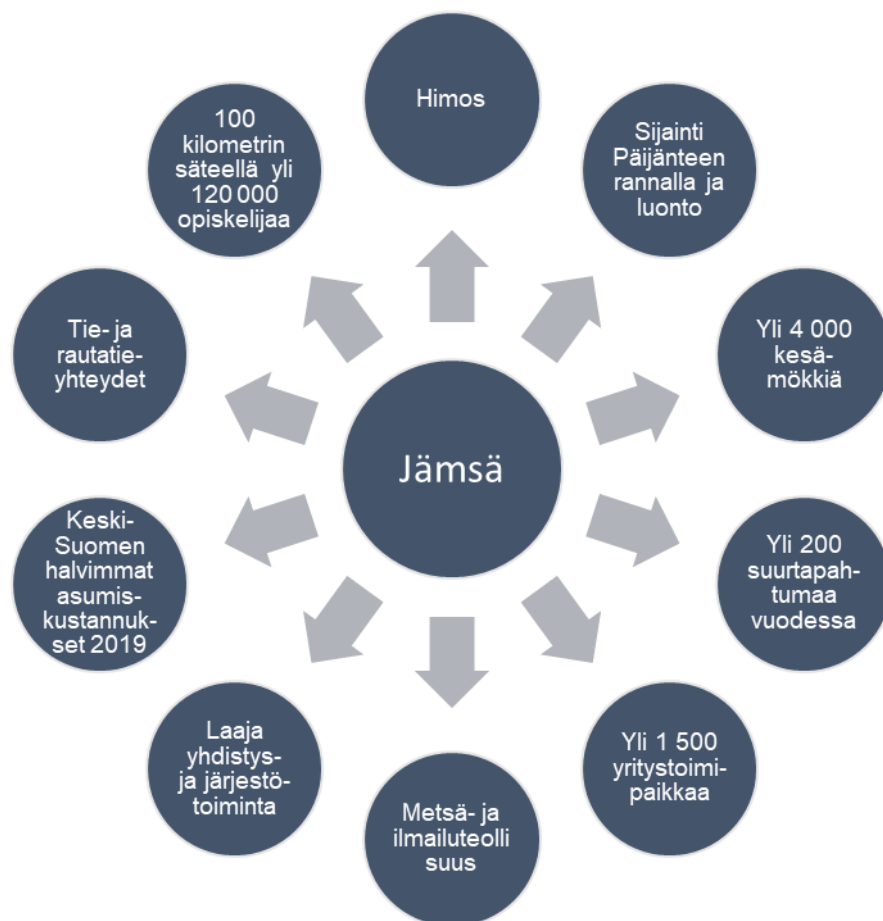 Himos
Sijainti
Päijänteen
rannalla ja
luonto
Yli 4 000
kesä-
mökkiä
Yli 200
suurtapah-
tumaa
vuodessa
Yli 1 500
yritystoimi-
paikkaa
Metsä- ja
ilmailuteolli
suus
Laaja
yhdistys-
ja järjestö-
toiminta
Keski-
Suomen
halvimmat
asumis-
kustannuk-
set 2019
Tie- ja
rautatie-
yhteydet
100
kilometrin
säteellä yli
120 000
opiskelijaa
Jämsä